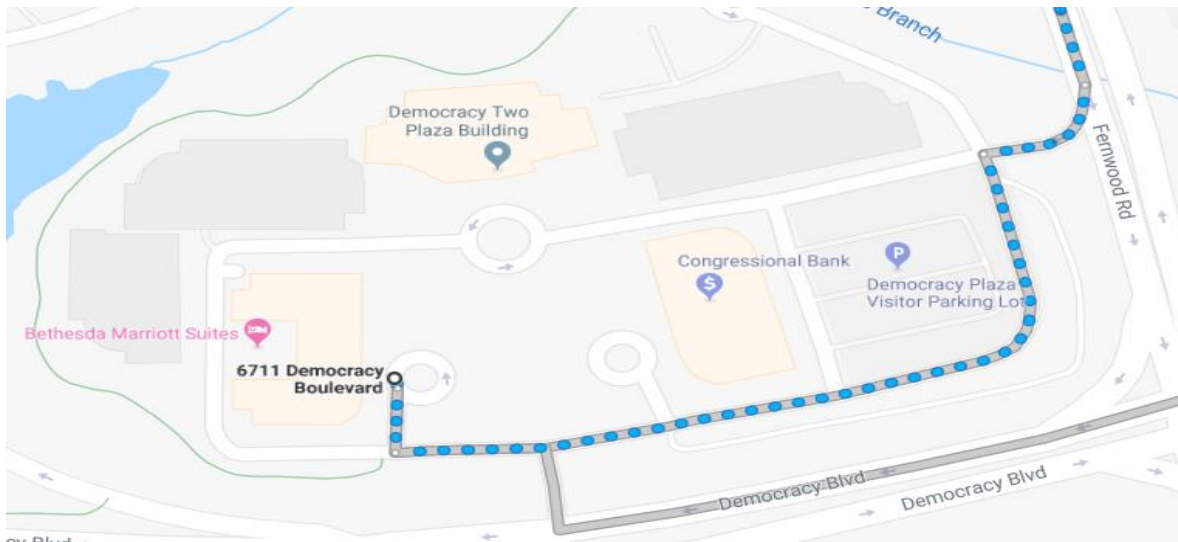 Branch
Democracy Two
Plaza Building
Fernwood Rd
Congressional Bank
P
Democracy Plaza
Visitor Parking Lot
$
Bethesda Marriott Suites
6711 Democracy
Boulevard
Democracy Blvd
Democracy Blvd